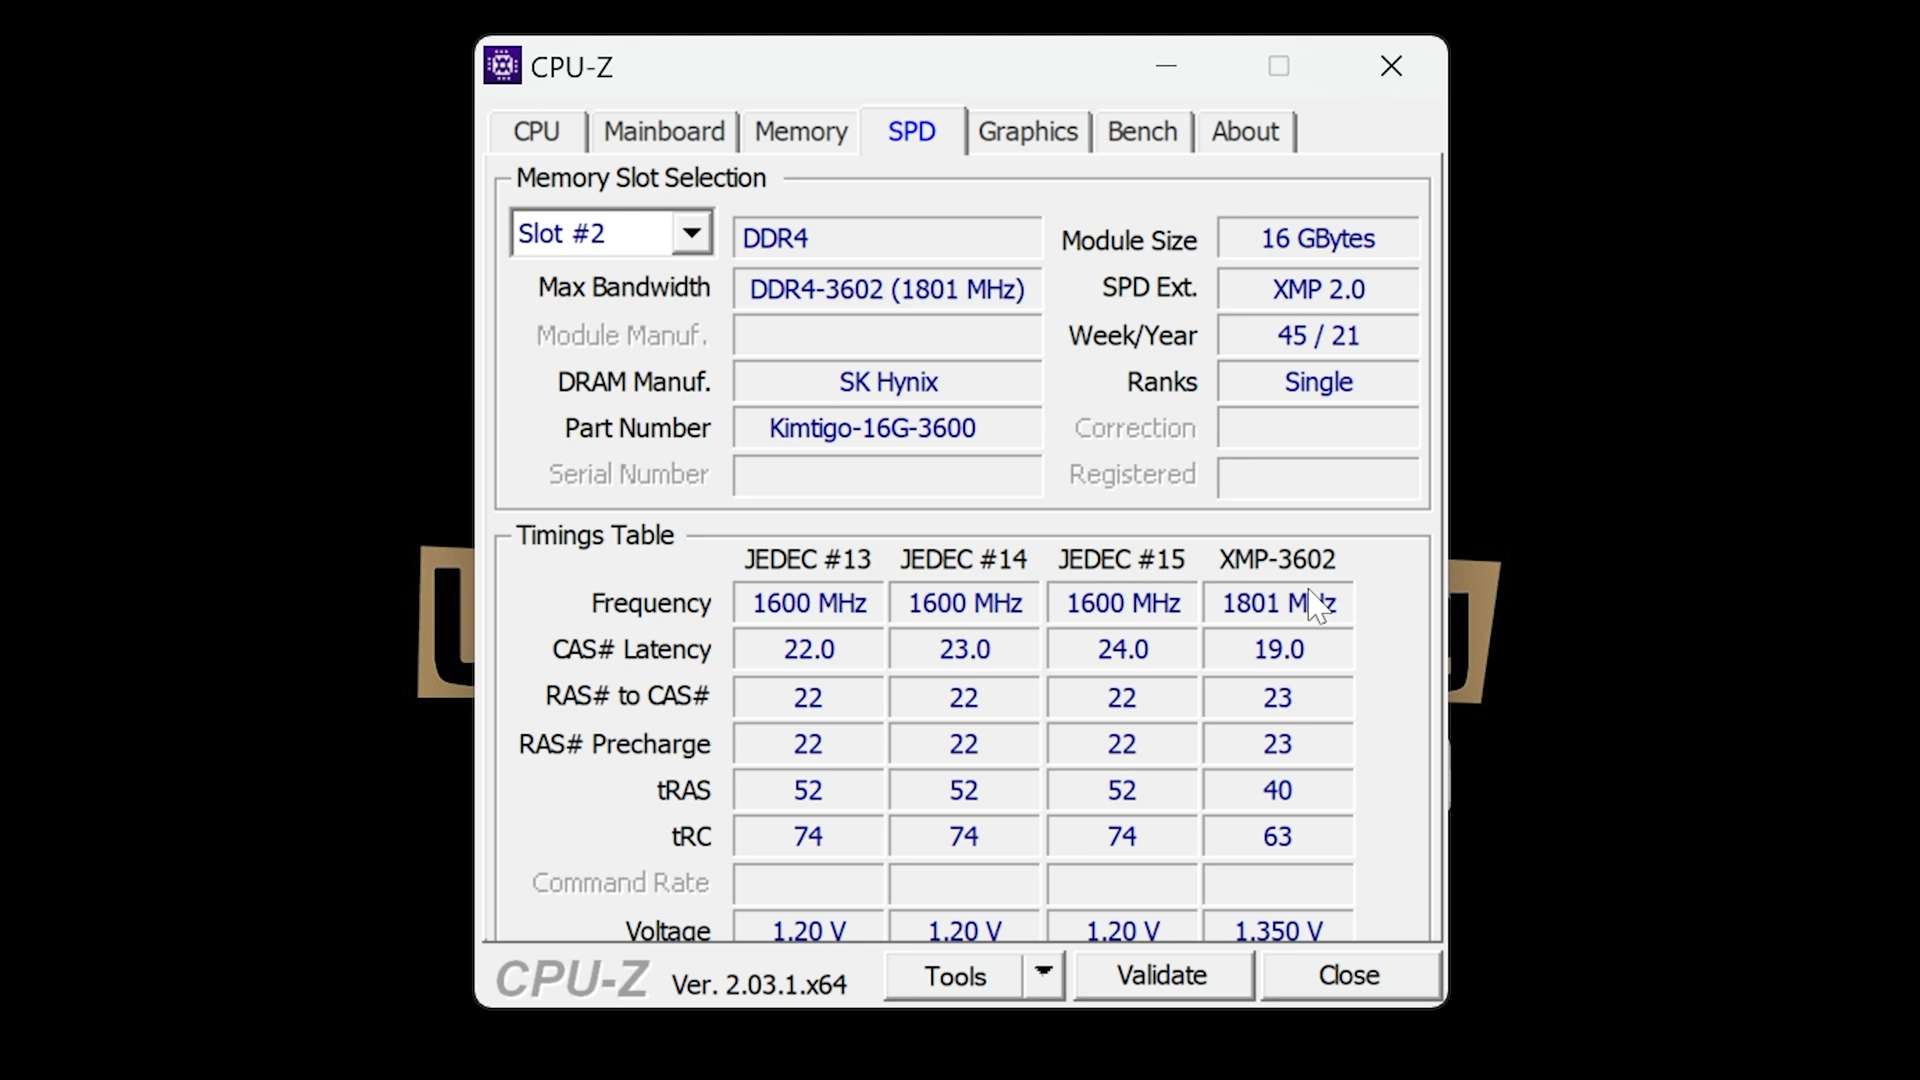 CPU-Z
CPU Mainboard Memory SPD Graphics Bench About
Memory Slot Selection
Slot #2 DDR4 Module Size 16 GBytes
Max Bandwidth DDR4-3602 (1801 MHz) SPD Ext. XMP 2.0
Module Manuf. Week/Year 45 / 21
DRAM Manuf. SK Hynix Ranks Single
Part Number Kimtigo-16G-3600 Correction
Serial Number Registered
Timings Table
JEDEC #13 JEDEC #14 JEDEC #15 XMP-3602
Frequency 1600 MHz 1600 MHz 1600 MHz 1801 MHz
CAS# Latency 22.0 23.0 24.0 19.0
RAS# to CAS# 22 22 22 23
RAS# Precharge 22 22 22 23
tRAS 52 52 52 40
tRC 74 74 74 63
Command Rate
Voltage 1.20 V 1.20 V 1.20 V 1.350 V
CPU-Z Ver. 2.03.1.x64 Tools Validate Close